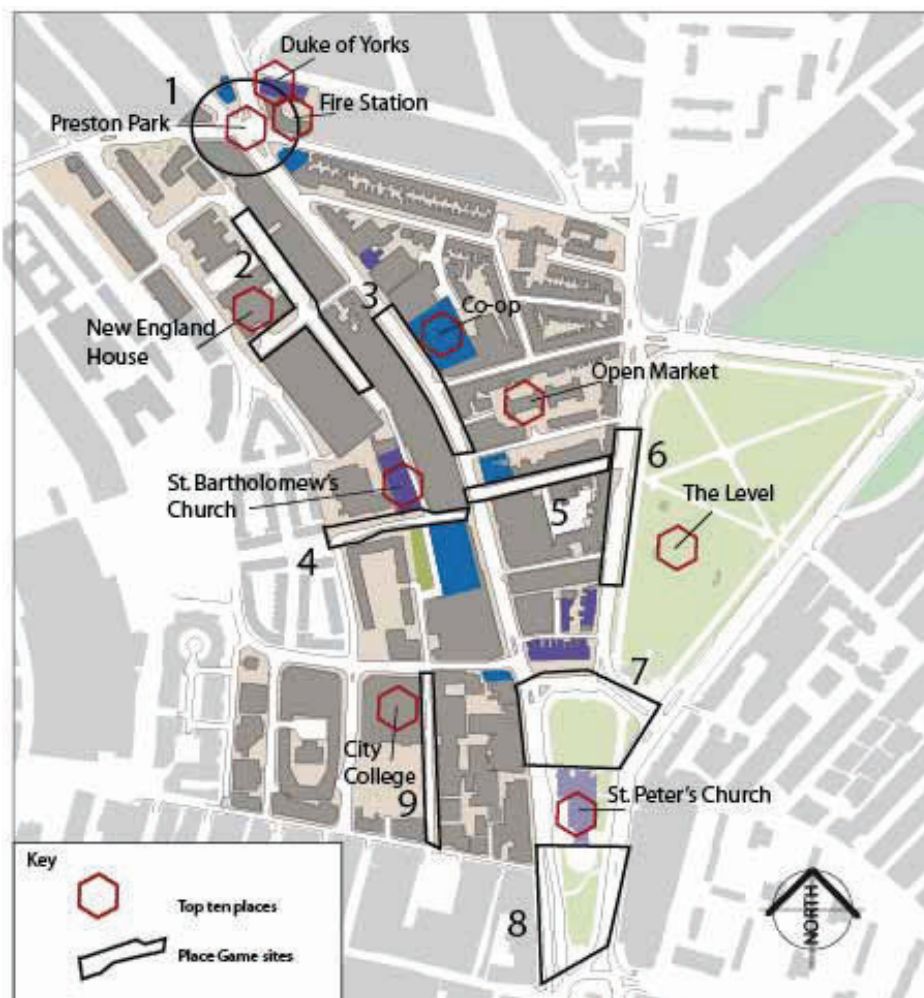 Duke of Yorks
1
Fire Station
Preston Park
2
3
Co-op
New England
House
Open Market
6
St. Bartholomew's
Church
5
The Level
4
7
City
College
9
St. Peter's Church
8
Key
Top ten places
Place Game sites
NORTH